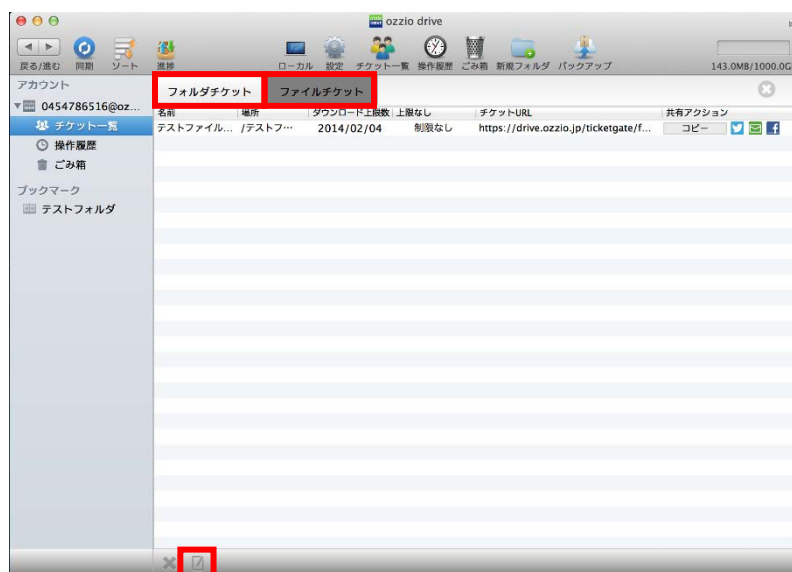 ozzio drive
戻る/進む 同期 ソート 進捗 ローカル 設定 チケット一覧 操作履歴 ごみ箱 新規フォルダ バックアップ 143.0MB/1000.0G
アカウント
0454786516@oz...
チケット一覧
操作履歴
ごみ箱
ブックマーク
テストフォルダ
フォルダチケット ファイルチケット
名前 場所 ダウンロード上限数 上限なし チケットURL 共有アクション
テストファイル... /テストフ... 2014/02/04 制限なし https://drive.ozzio.jp/ticketgate/f... コピー